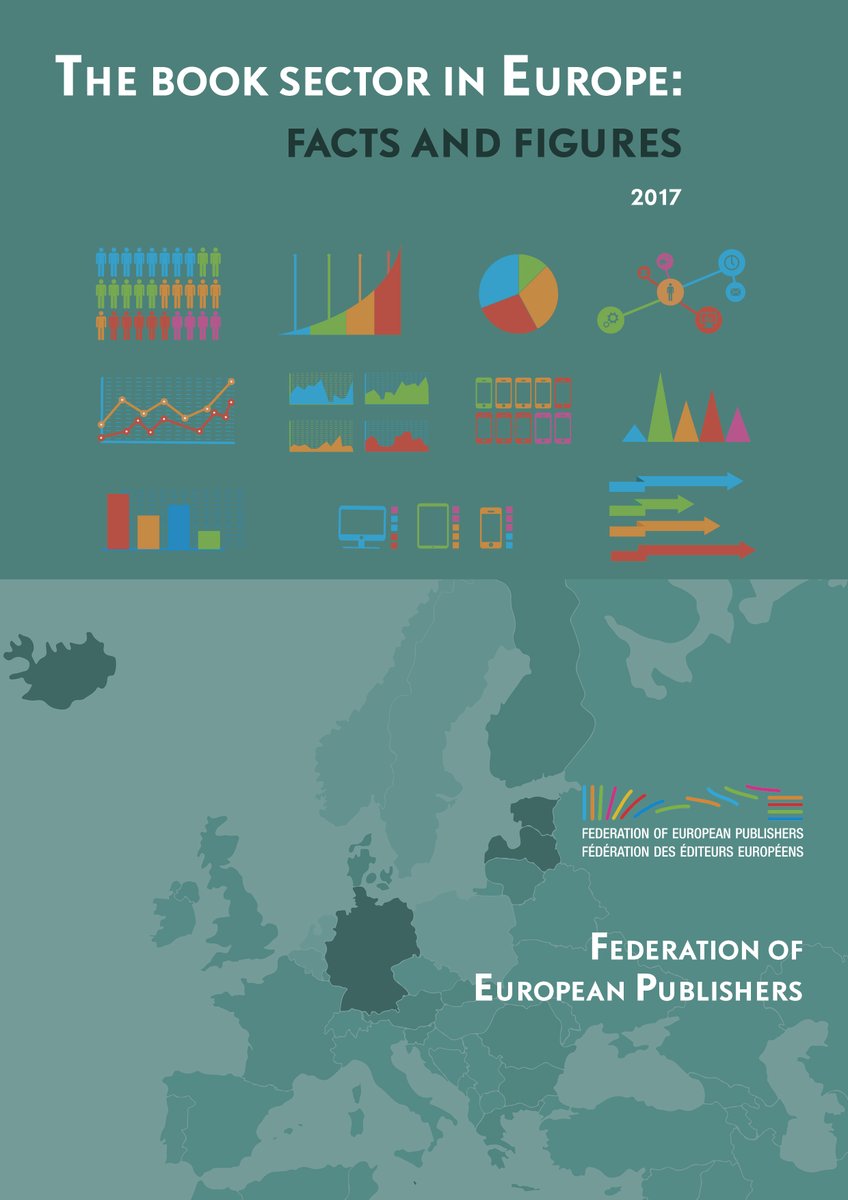 THE BOOK SECTOR IN EUROPE:
FACTS AND FIGURES
2017
FEDERATION OF EUROPEAN PUBLISHERS
FÉDÉRATION DES ÉDITEURS EUROPÉENS
FEDERATION OF
EUROPEAN PUBLISHERS